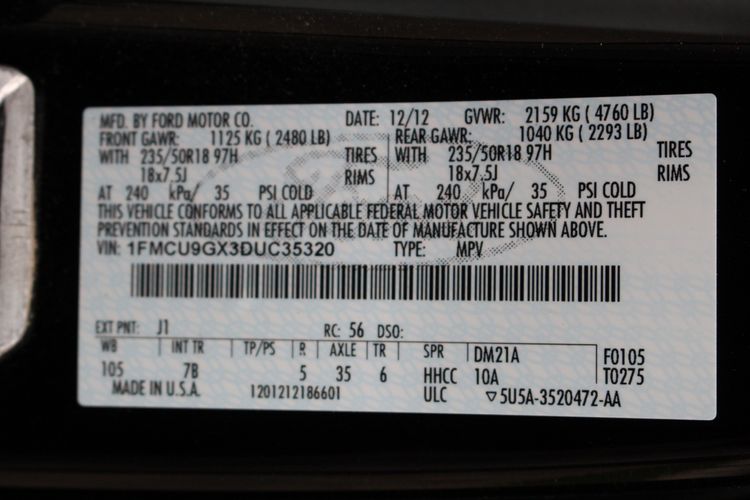 MFD. BY FORD MOTOR CO. DATE: 12/12 GVWR: 2159 KG ( 4760 LB)
FRONT GAWR: 1125 KG ( 2480 LB) REAR GAWR: 1040 KG ( 2293 LB)
WITH 235/50R18 97H TIRES WITH 235/50R18 97H TIRES
18x7.5J RIMS 18x7.5J RIMS
AT 240 kPa/ 35 PSI COLD AT 240 kPa/ 35 PSI COLD
THIS VEHICLE CONFORMS TO ALL APPLICABLE FEDERAL MOTOR VEHICLE SAFETY AND THEFT
PREVENTION STANDARDS IN EFFECT ON THE DATE OF MANUFACTURE SHOWN ABOVE.
VIN: 1FMCU9GX3DUC35320 TYPE: MPV
EXT PNT: J1 RC: 56 DSO:
WB INT TR TP/PS R AXLE TR SPR DM21A F0105
105 7B 5 35 6 HHCC 10A T0275
MADE IN U.S.A. 1201212186601 ULC ▽5U5A-3520472-AA